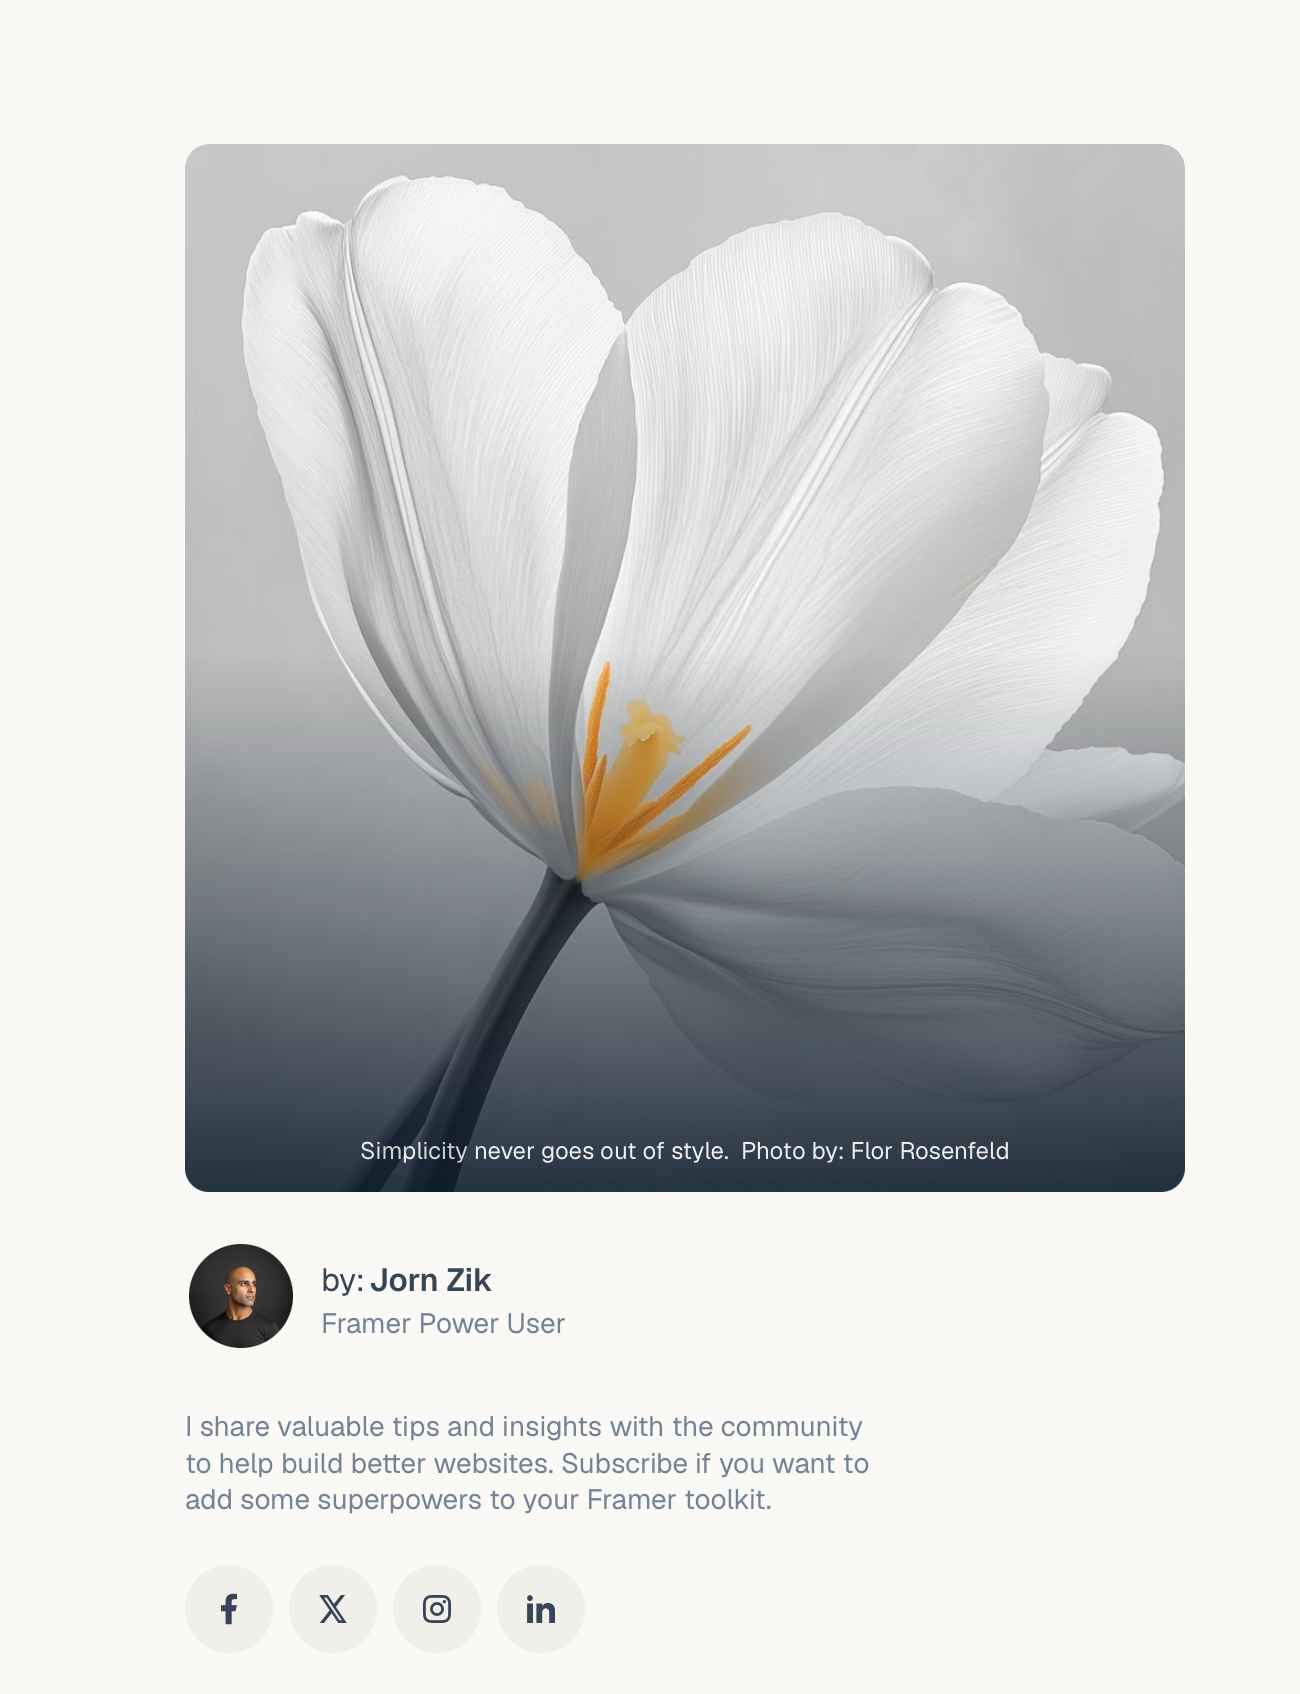 Simplicity never goes out of style.  Photo by: Flor Rosenfeld
by: Jorn Zik
Framer Power User
I share valuable tips and insights with the community
to help build better websites. Subscribe if you want to
add some superpowers to your Framer toolkit.